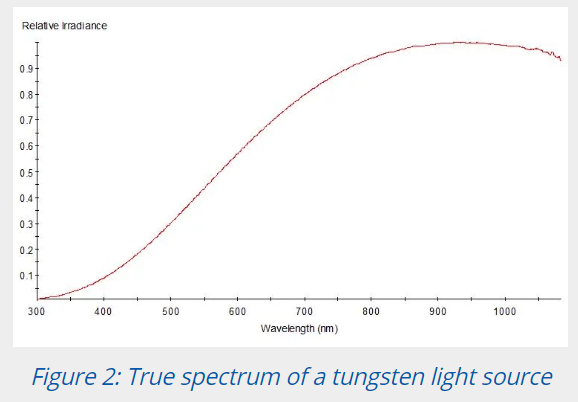 Relative Irradiance
0.9
0.8
0.7
0.6
0.5
0.4
0.3
0.2
0.1
300 400 500 600 700 800 900 1000
Wavelength (nm)
Figure 2: True spectrum of a tungsten light source